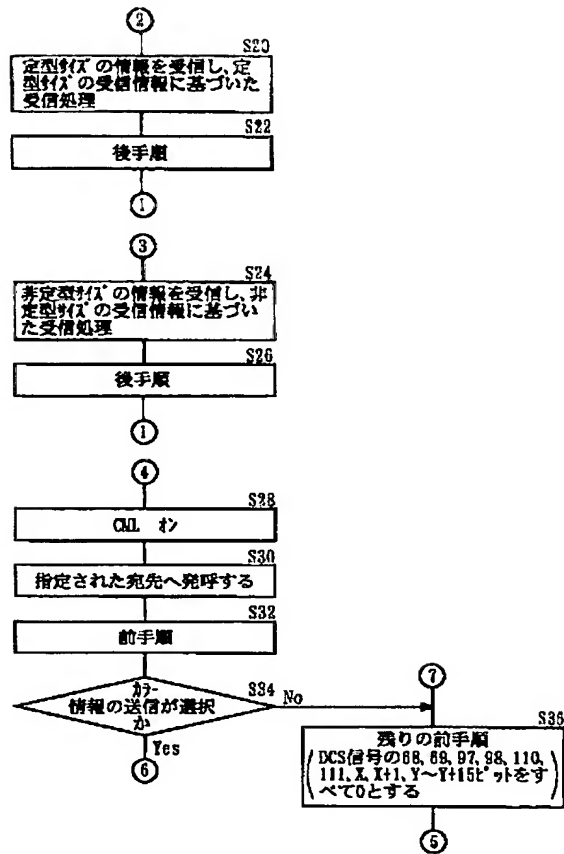 ②
S20
定型サイズの情報を受信し、定
型サイズの受信情報に基づいた
受信処理
S22
後手順
①
③
S24
非定型サイズの情報を受信し、非
定型サイズの受信情報に基づい
た受信処理
S26
後手順
①
④
S28
CML オン
S30
指定された宛先へ発呼する
S32
前手順
S34
カラー
情報の送信が選択
か
No
Yes
⑥
⑦
S36
残りの前手順
(DCS信号の68, 69, 97, 98, 110,
111, X, X+1, Y～Y+15ビットをす
べて0とする)
⑤